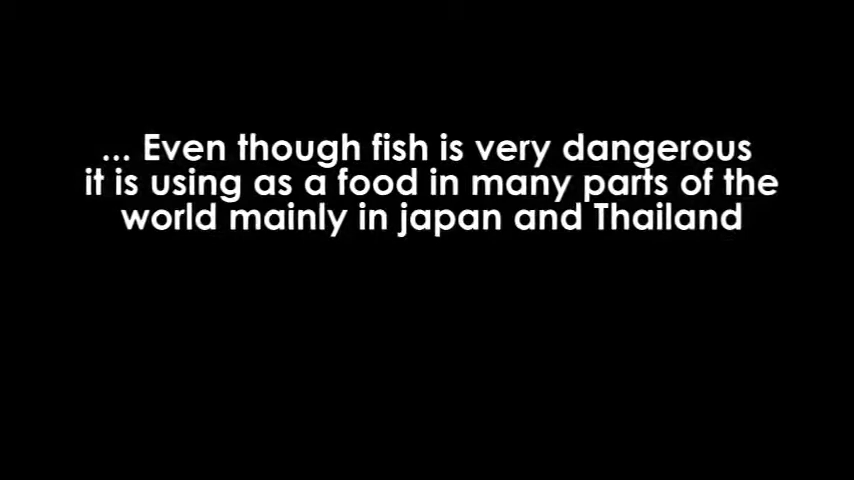 ... Even though fish is very dangerous
it is using as a food in many parts of the
world mainly in japan and Thailand